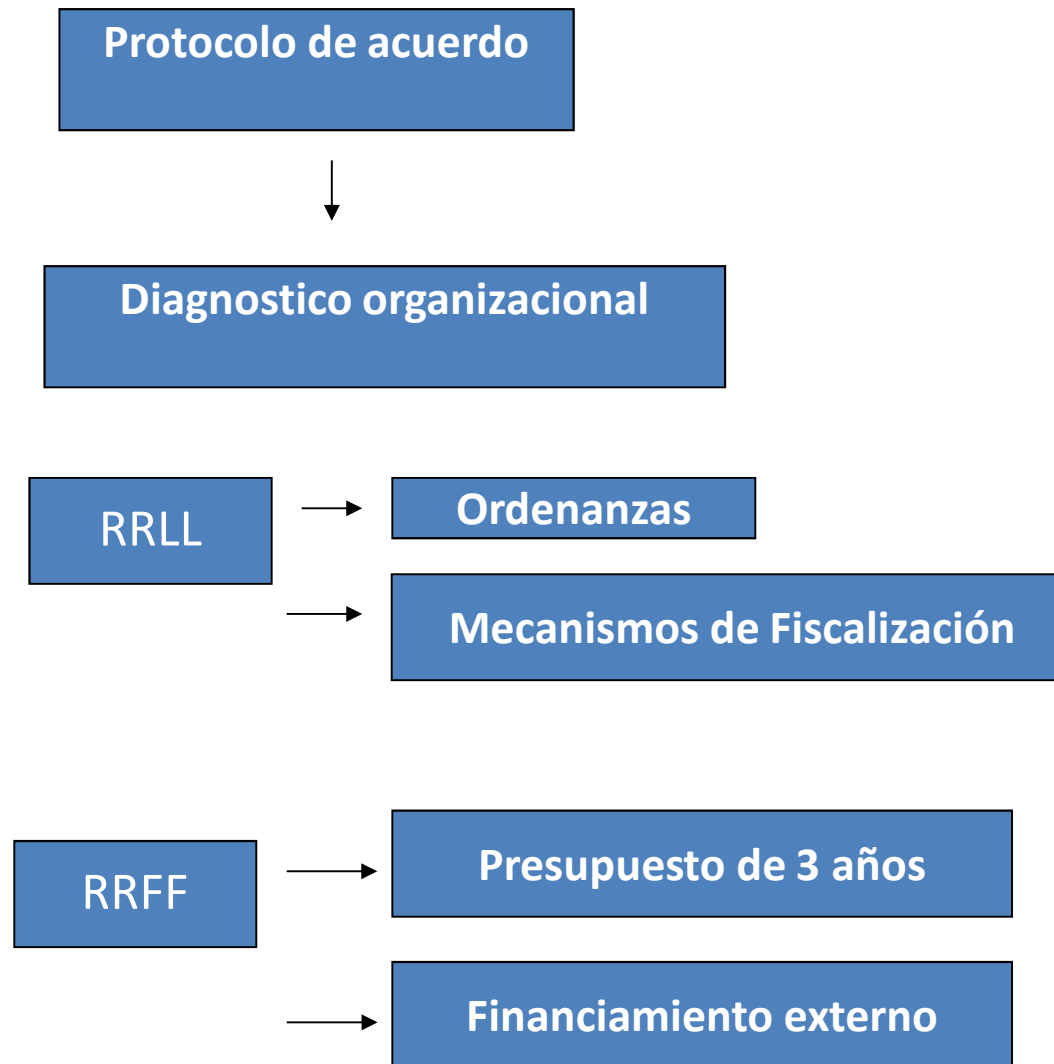 Protocolo de acuerdo
Diagnostico organizacional
RRLL
Ordenanzas
Mecanismos de Fiscalización
RRFF
Presupuesto de 3 años
Financiamiento externo